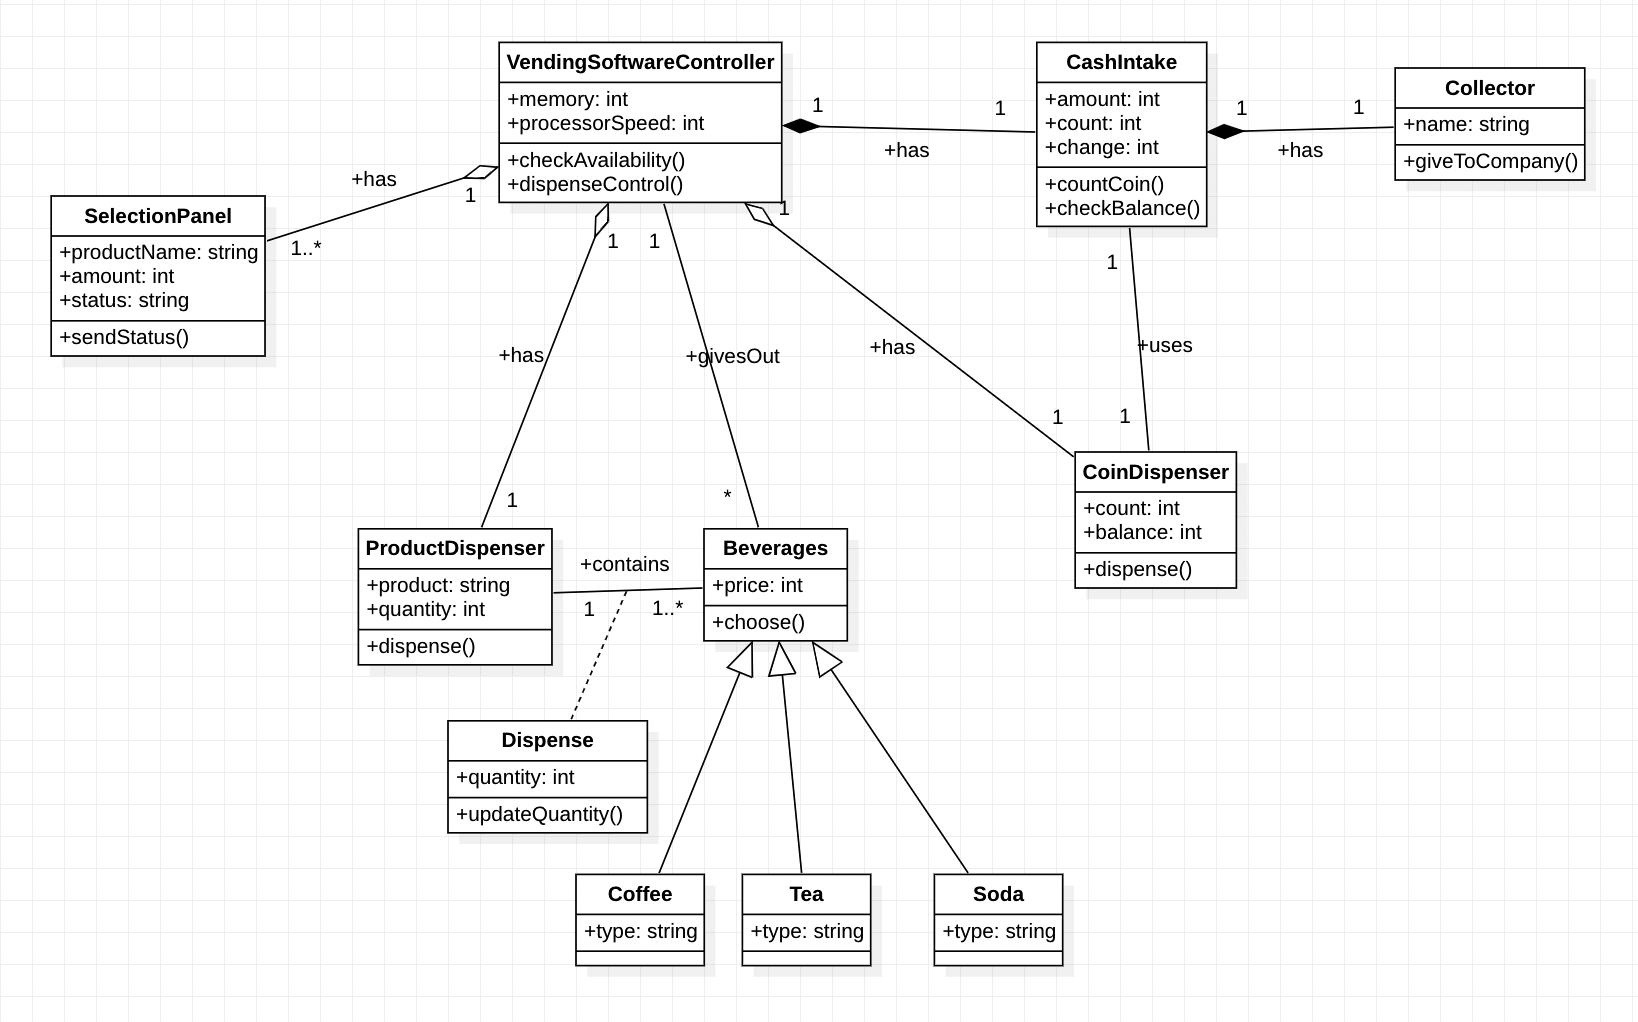 VendingSoftwareController
+memory: int
+processorSpeed: int
+checkAvailability()
+dispenseControl()
CashIntake
+amount: int
+count: int
+change: int
+countCoin()
+checkBalance()
Collector
+name: string
+giveToCompany()
1
1
+has
1
1
+has
SelectionPanel
+productName: string
+amount: int
+status: string
+sendStatus()
+has
1
1..*
1
1
1
1
+has
+givesOut
+has
+uses
1
*
1
1
ProductDispenser
+product: string
+quantity: int
+dispense()
+contains
1
1..*
Beverages
+price: int
+choose()
CoinDispenser
+count: int
+balance: int
+dispense()
Dispense
+quantity: int
+updateQuantity()
Coffee
+type: string
Tea
+type: string
Soda
+type: string